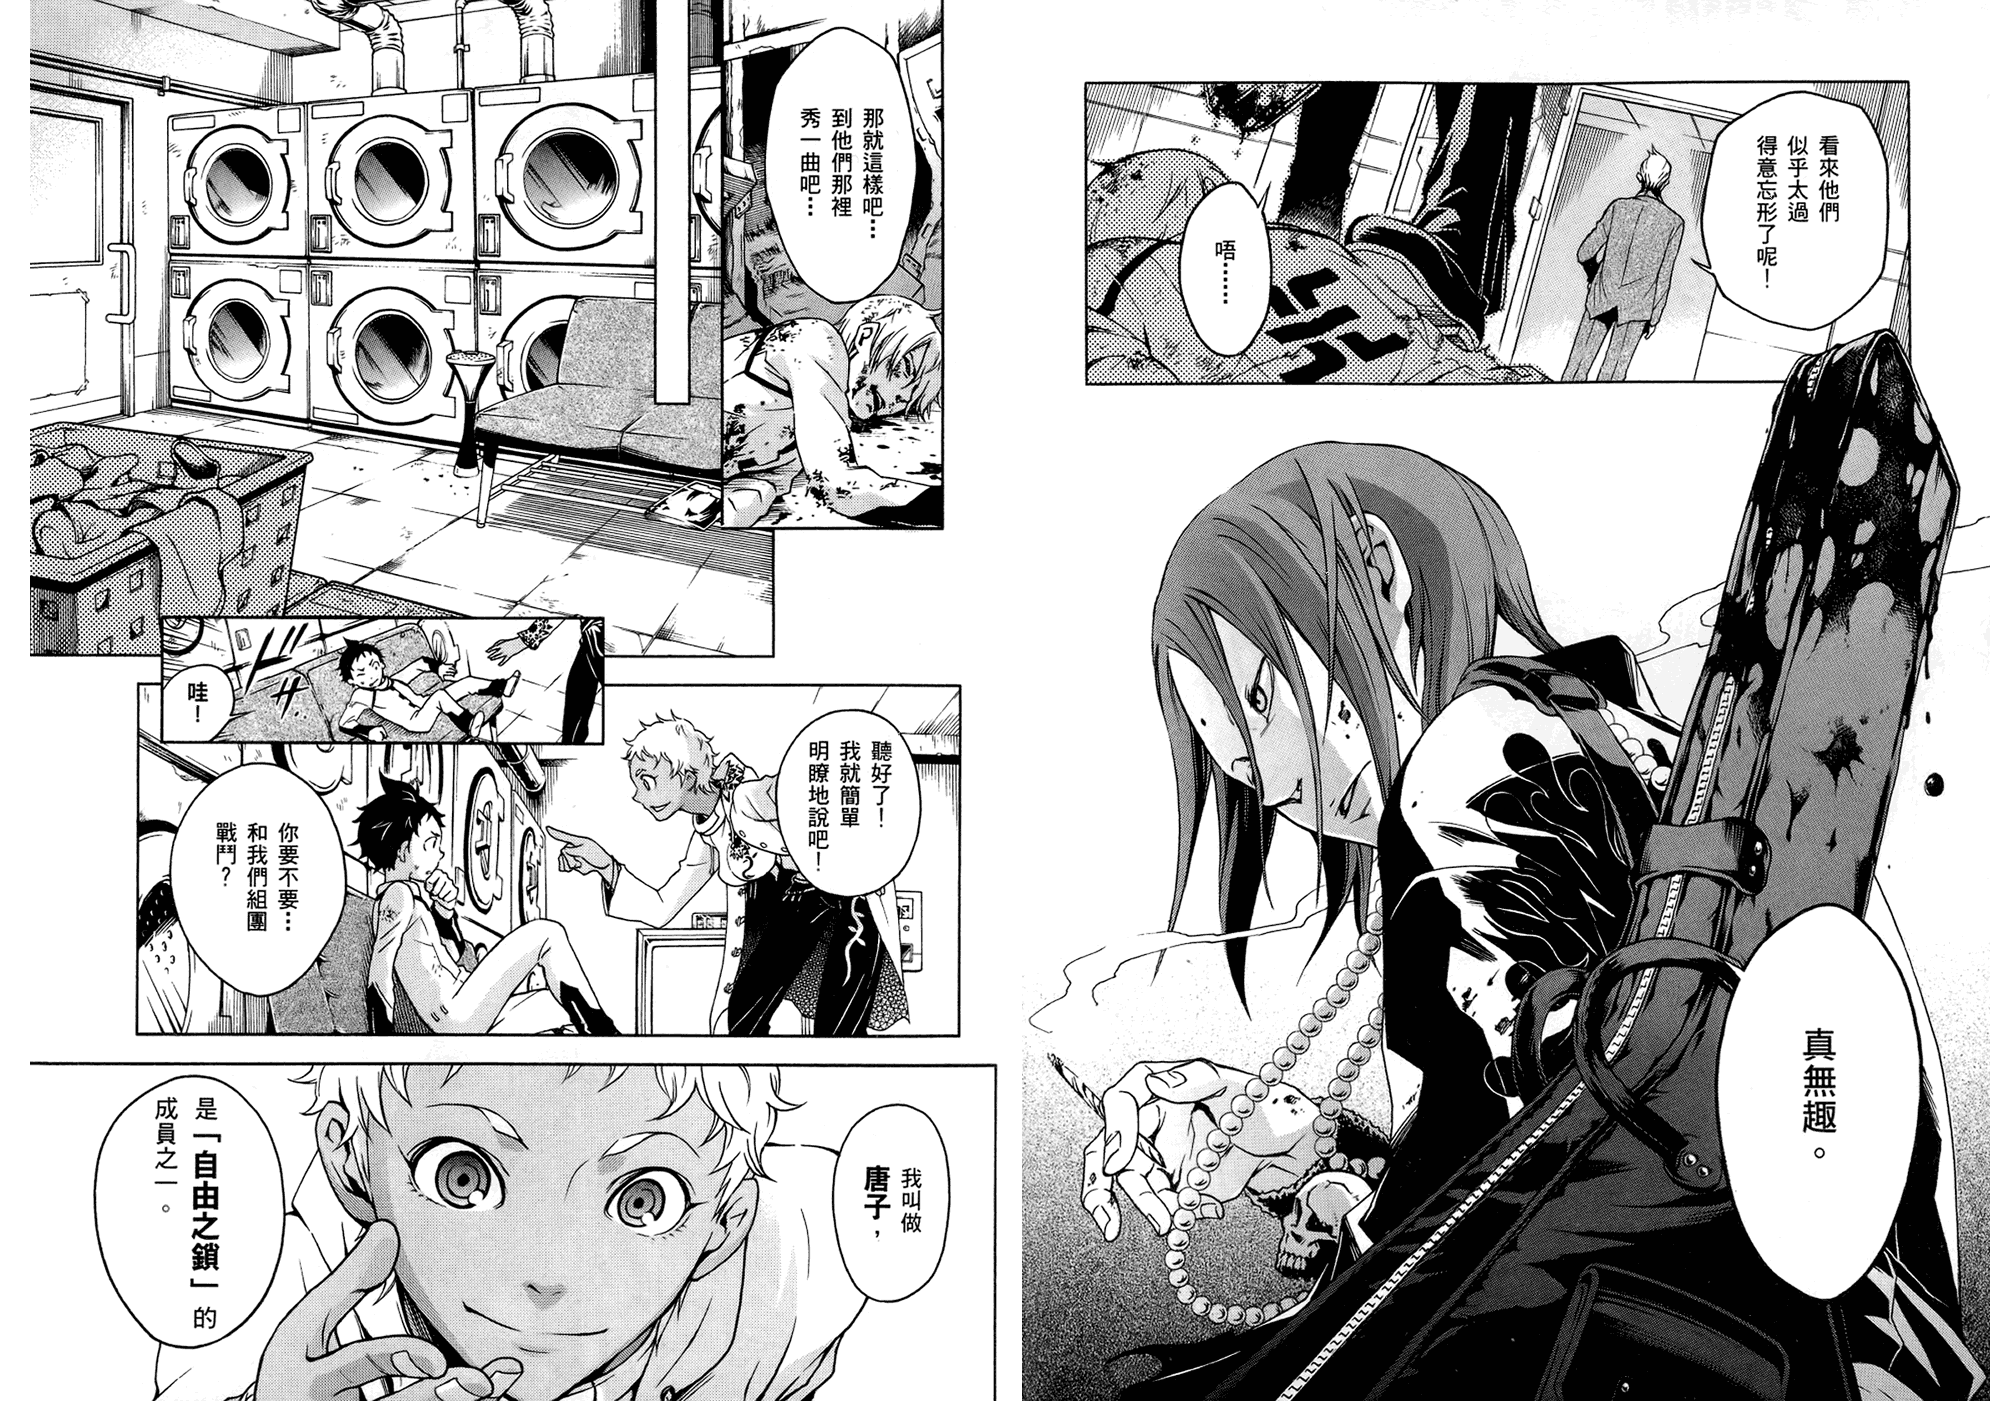 看來他們
似乎太過
得意忘形了呢！
唔……
真無趣。
那就這樣吧…
到他們那裡
秀一曲吧…
哇！
聽好了！
我就簡單
明瞭地說吧！
你要不要…
和我們組團
戰鬥？
我叫做
唐子，
是「自由之鎖」的
成員之一。